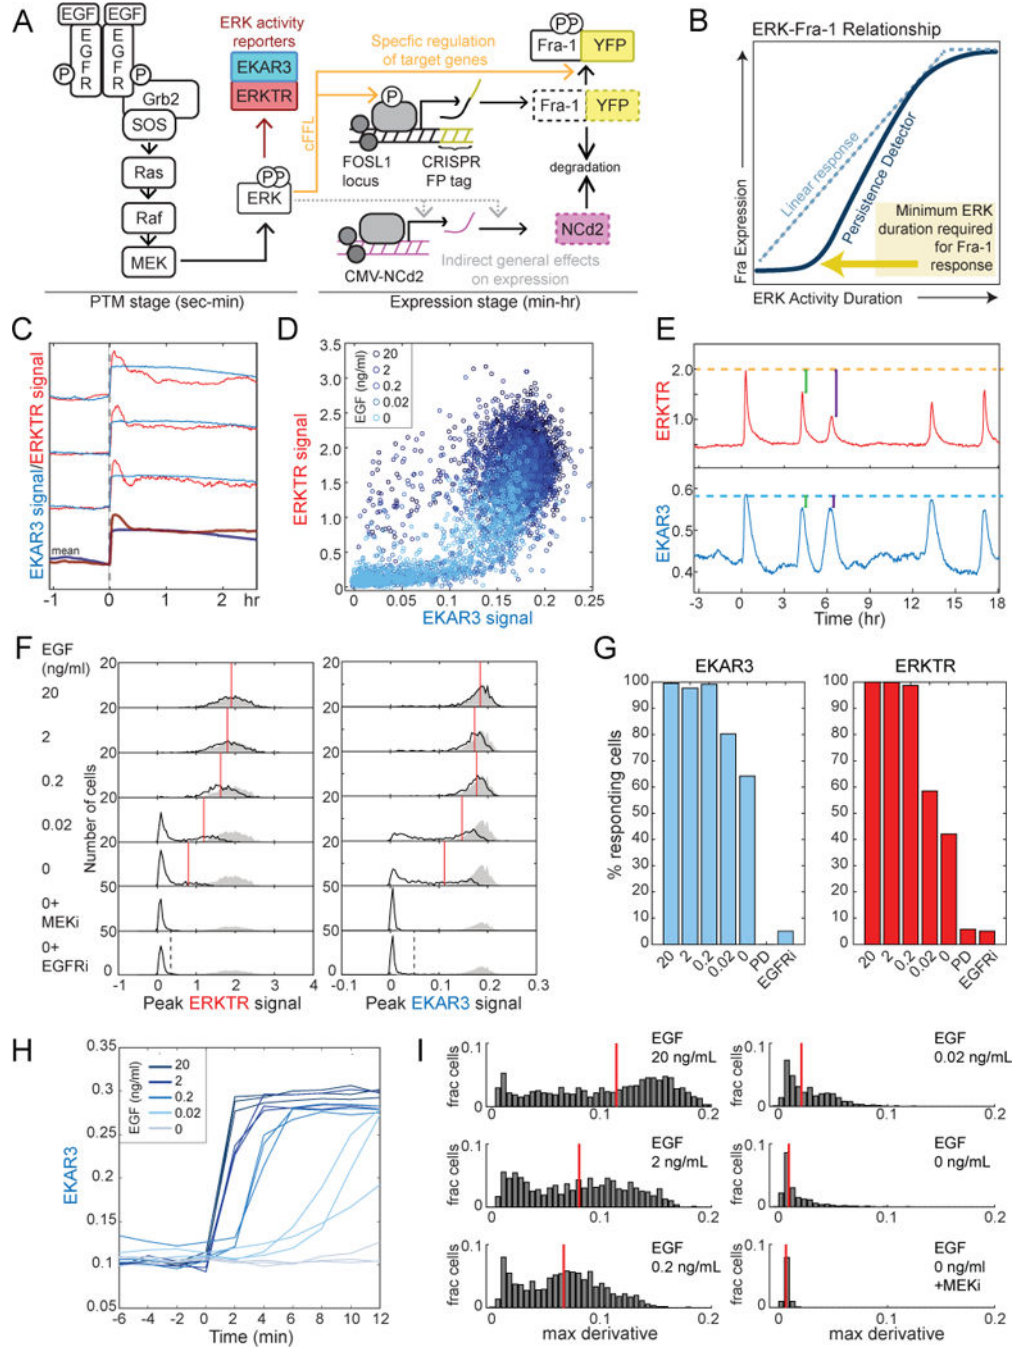 A
EGF
EGF
EGFR
EGFR
P
P
Grb2
SOS
Ras
Raf
MEK
ERK activity
reporters
EKAR3
ERKTR
PP
ERK
cFFL
Specfic regulation
of target genes
P
FOSL1
locus
CRISPR
FP tag
PP
Fra-1
YFP
Fra-1
YFP
degradation
NCd2
CMV-NCd2
Indirect general effects
on expression
PTM stage (sec-min)
Expression stage (min-hr)
B
ERK-Fra-1 Relationship
Fra Expression
Linear response
Persistence Detector
Minimum ERK
duration required
for Fra-1
response
ERK Activity Duration
C
EKAR3 signal/ERKTR signal
mean
-1 0 1 2 hr
D
ERKTR signal
3.5
3.0
2.5
2.0
1.5
1.0
0.5
0
EGF (ng/ml)
20
2
0.2
0.02
0
0 0.05 0.10 0.15 0.20 0.25
EKAR3 signal
E
ERKTR
2.0
1.0
EKAR3
0.6
0.5
0.4
-3 0 3 6 9 12 15 18
Time (hr)
F
EGF
(ng/ml)
20
2
0.2
0.02
0
0+
MEKi
0+
EGFRi
Number of cells
20
20
20
20
20
50
50
0
-1 0 1 2 3 4
Peak ERKTR signal
20
20
20
20
20
50
50
0
-0.1 0 0.1 0.2 0.3
Peak EKAR3 signal
G
EKAR3
% responding cells
100
90
80
70
60
50
40
30
20
10
0
20 2 0.2 0.02 0 PD EGFRi
ERKTR
100
90
80
70
60
50
40
30
20
10
0
20 2 0.2 0.02 0 PD EGFRi
H
EKAR3
0.35
0.3
0.25
0.2
0.15
0.1
0.05
EGF (ng/ml)
20
2
0.2
0.02
0
-6 -4 -2 0 2 4 6 8 10 12
Time (min)
I
frac cells
0.1
0
EGF
20 ng/mL
0 0.1 0.2
frac cells
0.1
0
EGF
0.02 ng/mL
0 0.1 0.2
frac cells
0.1
0
EGF
2 ng/mL
0 0.1 0.2
frac cells
0.1
0
EGF
0 ng/mL
0 0.1 0.2
frac cells
0.1
0
EGF
0.2 ng/mL
0 0.1 0.2
max derivative
frac cells
0.1
0
EGF
0 ng/ml
+MEKi
0 0.1 0.2
max derivative